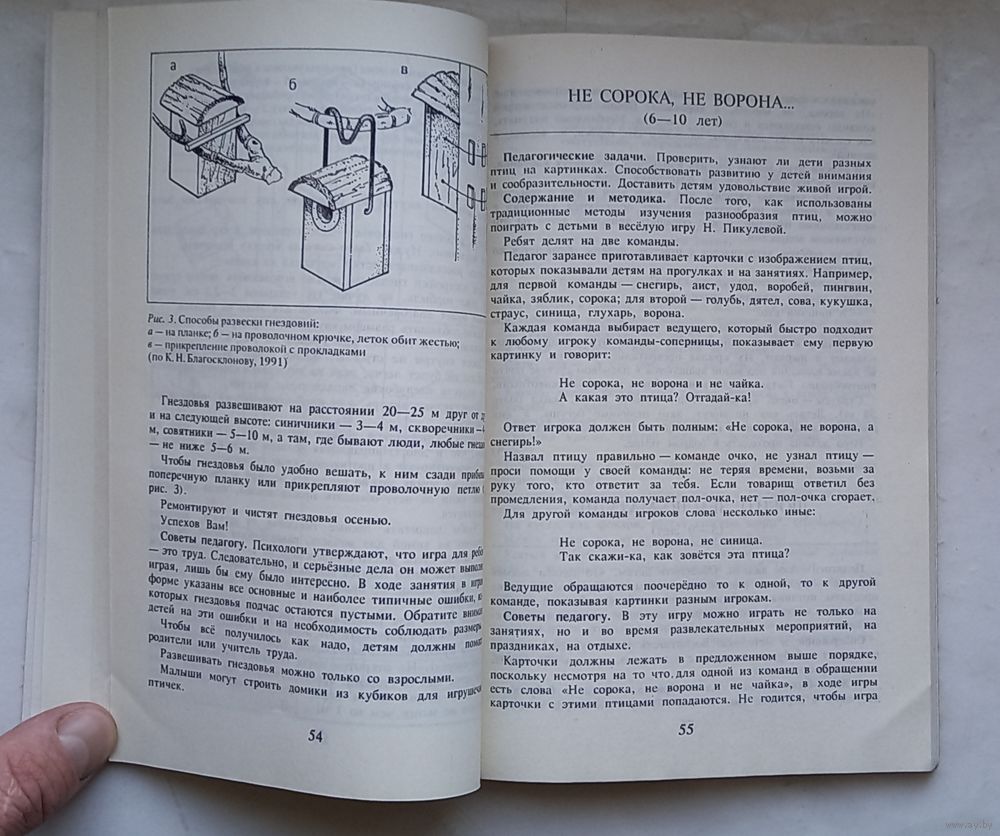 а
б
в
Рис. 3. Способы развески гнездовий:
а — на планке; б — на проволочном крючке, леток обит жестью;
в — прикрепление проволокой с прокладками
(по К. Н. Благосклонову, 1991)
Гнездовья развешивают на расстоянии 20—25 м друг от
и на следующей высоте: синичники — 3—4 м, скворечники —
м, совятники — 5—10 м, а там, где бывают люди, любые
— не ниже 5—6 м.
Чтобы гнездовья было удобно вешать, к ним сзади
поперечную планку или прикрепляют проволочную петлю
рис. 3).
Ремонтируют и чистят гнездовья осенью.
Успехов Вам!
Советы педагогу. Психологи утверждают, что игра для
— это труд. Следовательно, и серьёзные дела он может
играя, лишь бы ему было интересно. В ходе занятия в
форме указаны все основные и наиболее типичные ошибки,
которых гнездовья подчас остаются пустыми. Обратите
детей на эти ошибки и на необходимость соблюдать размеры
Чтобы всё получилось как надо, детям должны
родители или учитель труда.
Развешивать гнездовья можно только со взрослыми.
Малыши могут строить домики из кубиков для
птичек.
54
НЕ СОРОКА, НЕ ВОРОНА...
(6—10 лет)
Педагогические задачи. Проверить, узнают ли дети разных
птиц на картинках. Способствовать развитию у детей внимания
и сообразительности. Доставить детям удовольствие живой игрой.
Содержание и методика. После того, как использованы
традиционные методы изучения разнообразия птиц, можно
поиграть с детьми в весёлую игру Н. Пикулевой.
Ребят делят на две команды.
Педагог заранее приготавливает карточки с изображением птиц,
которых показывали детям на прогулках и на занятиях. Например,
для первой команды — снегирь, аист, удод, воробей, пингвин,
чайка, зяблик, сорока; для второй — голубь, дятел, сова, кукушка,
страус, синица, глухарь, ворона.
Каждая команда выбирает ведущего, который быстро подходит
к любому игроку команды-соперницы, показывает ему первую
картинку и говорит:
Не сорока, не ворона и не чайка.
А какая это птица? Отгадай-ка!
Ответ игрока должен быть полным: «Не сорока, не ворона, а
снегирь!»
Назвал птицу правильно — команде очко, не узнал птицу —
проси помощи у своей команды: не теряя времени, возьми за
руку того, кто ответит за тебя. Если товарищ ответил без
промедления, команда получает пол-очка, нет — пол-очка сгорает.
Для другой команды игроков слова несколько иные:
Не сорока, не ворона, не синица.
Так скажи-ка, как зовётся эта птица?
Ведущие обращаются поочерёдно то к одной, то к другой
команде, показывая картинки разным игрокам.
Советы педагогу. В эту игру можно играть не только на
занятиях, но и во время развлекательных мероприятий, на
праздниках, на отдыхе.
Карточки должны лежать в предложенном выше порядке,
поскольку несмотря на то что для одной из команд в обращении
есть слова «Не сорока, не ворона и не чайка», в ходе игры
карточки с этими птицами попадаются. Не годится, чтобы игра
55
www.ay.by